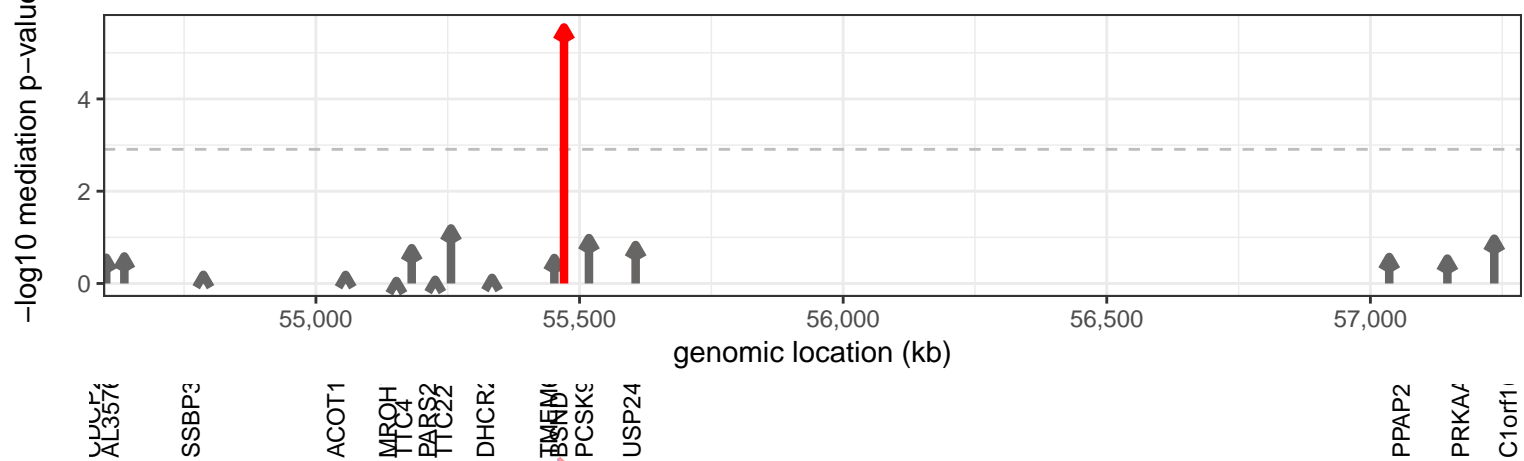 −log10 mediation p−value
4
2
0
55,000
55,500
56,000
56,500
57,000
genomic location (kb)
SSBP3
ACOT1
MROH
TTC4
PARS2
TTC22
BSND
USP24
PPAP2